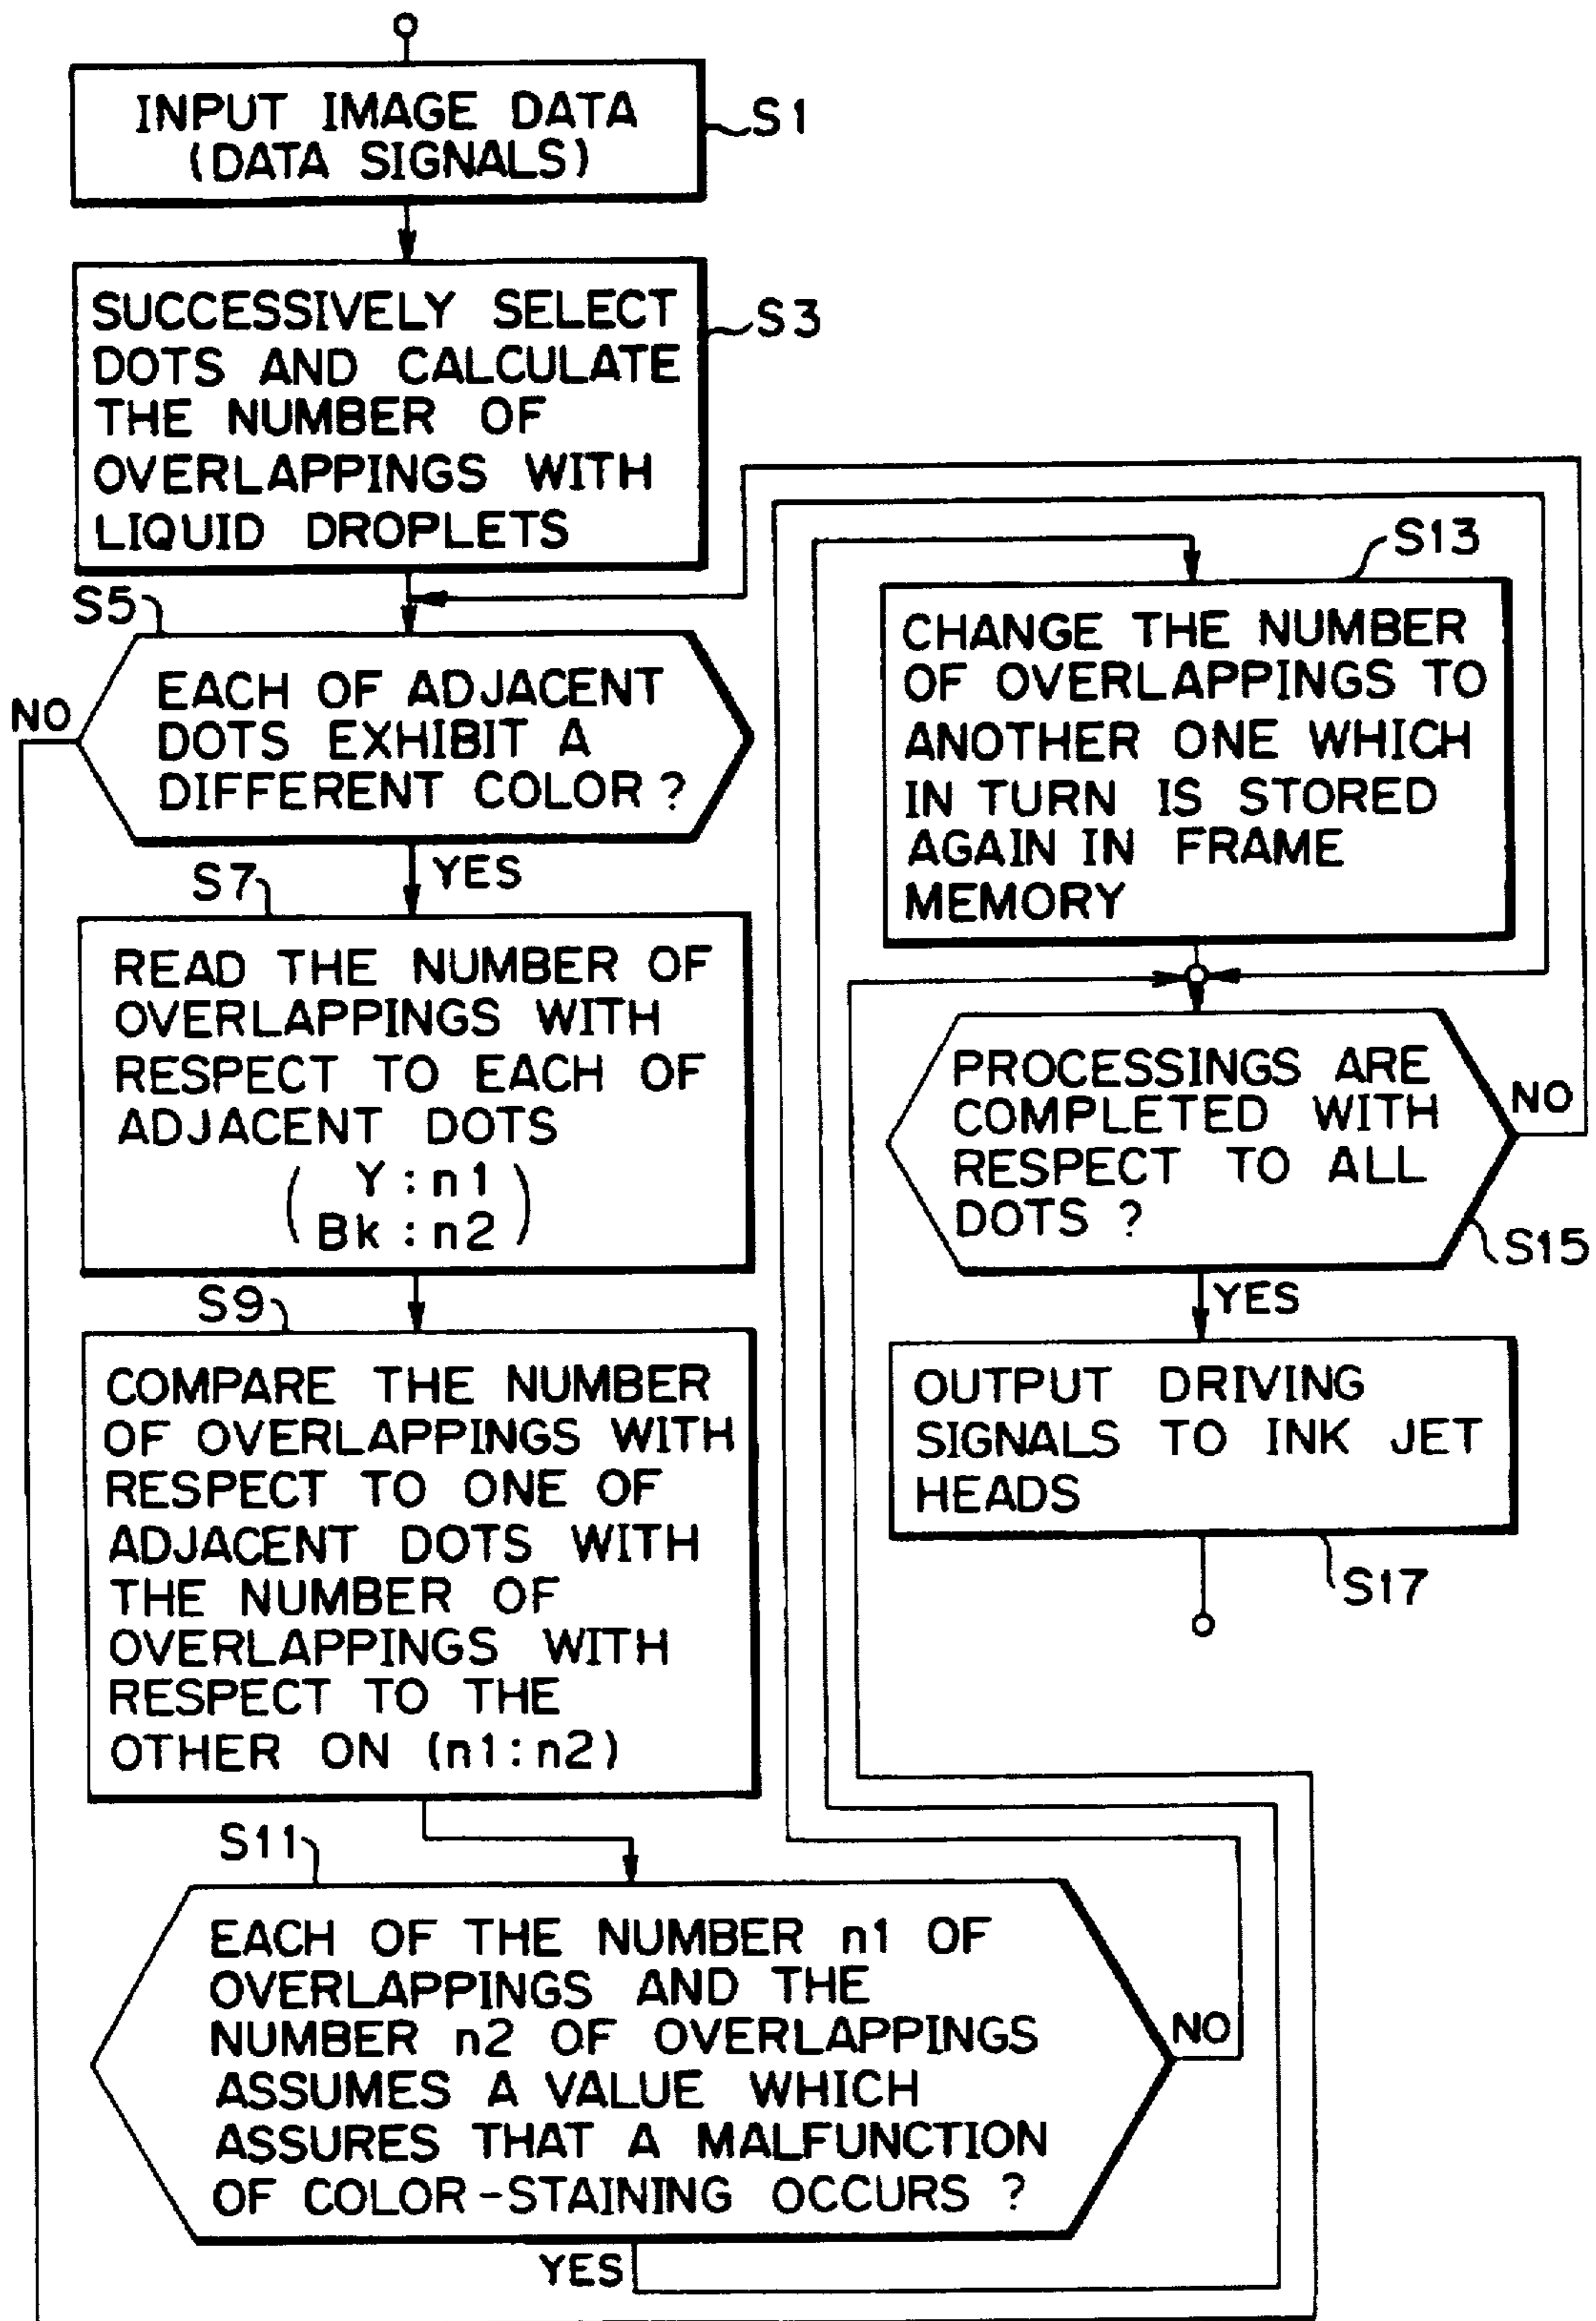 INPUT IMAGE DATA
(DATA SIGNALS)
S1
SUCCESSIVELY SELECT
DOTS AND CALCULATE
THE NUMBER OF
OVERLAPPINGS WITH
LIQUID DROPLETS
S3
S5
EACH OF ADJACENT
DOTS EXHIBIT A
DIFFERENT COLOR ?
NO
YES
S7
READ THE NUMBER OF
OVERLAPPINGS WITH
RESPECT TO EACH OF
ADJACENT DOTS
( Y : n1
Bk : n2 )
S9
COMPARE THE NUMBER
OF OVERLAPPINGS WITH
RESPECT TO ONE OF
ADJACENT DOTS WITH
THE NUMBER OF
OVERLAPPINGS WITH
RESPECT TO THE
OTHER ON (n1:n2)
S11
EACH OF THE NUMBER n1 OF
OVERLAPPINGS AND THE
NUMBER n2 OF OVERLAPPINGS
ASSUMES A VALUE WHICH
ASSURES THAT A MALFUNCTION
OF COLOR-STAINING OCCURS ?
NO
YES
S13
CHANGE THE NUMBER
OF OVERLAPPINGS TO
ANOTHER ONE WHICH
IN TURN IS STORED
AGAIN IN FRAME
MEMORY
PROCESSINGS ARE
COMPLETED WITH
RESPECT TO ALL
DOTS ?
NO
S15
YES
OUTPUT DRIVING
SIGNALS TO INK JET
HEADS
S17